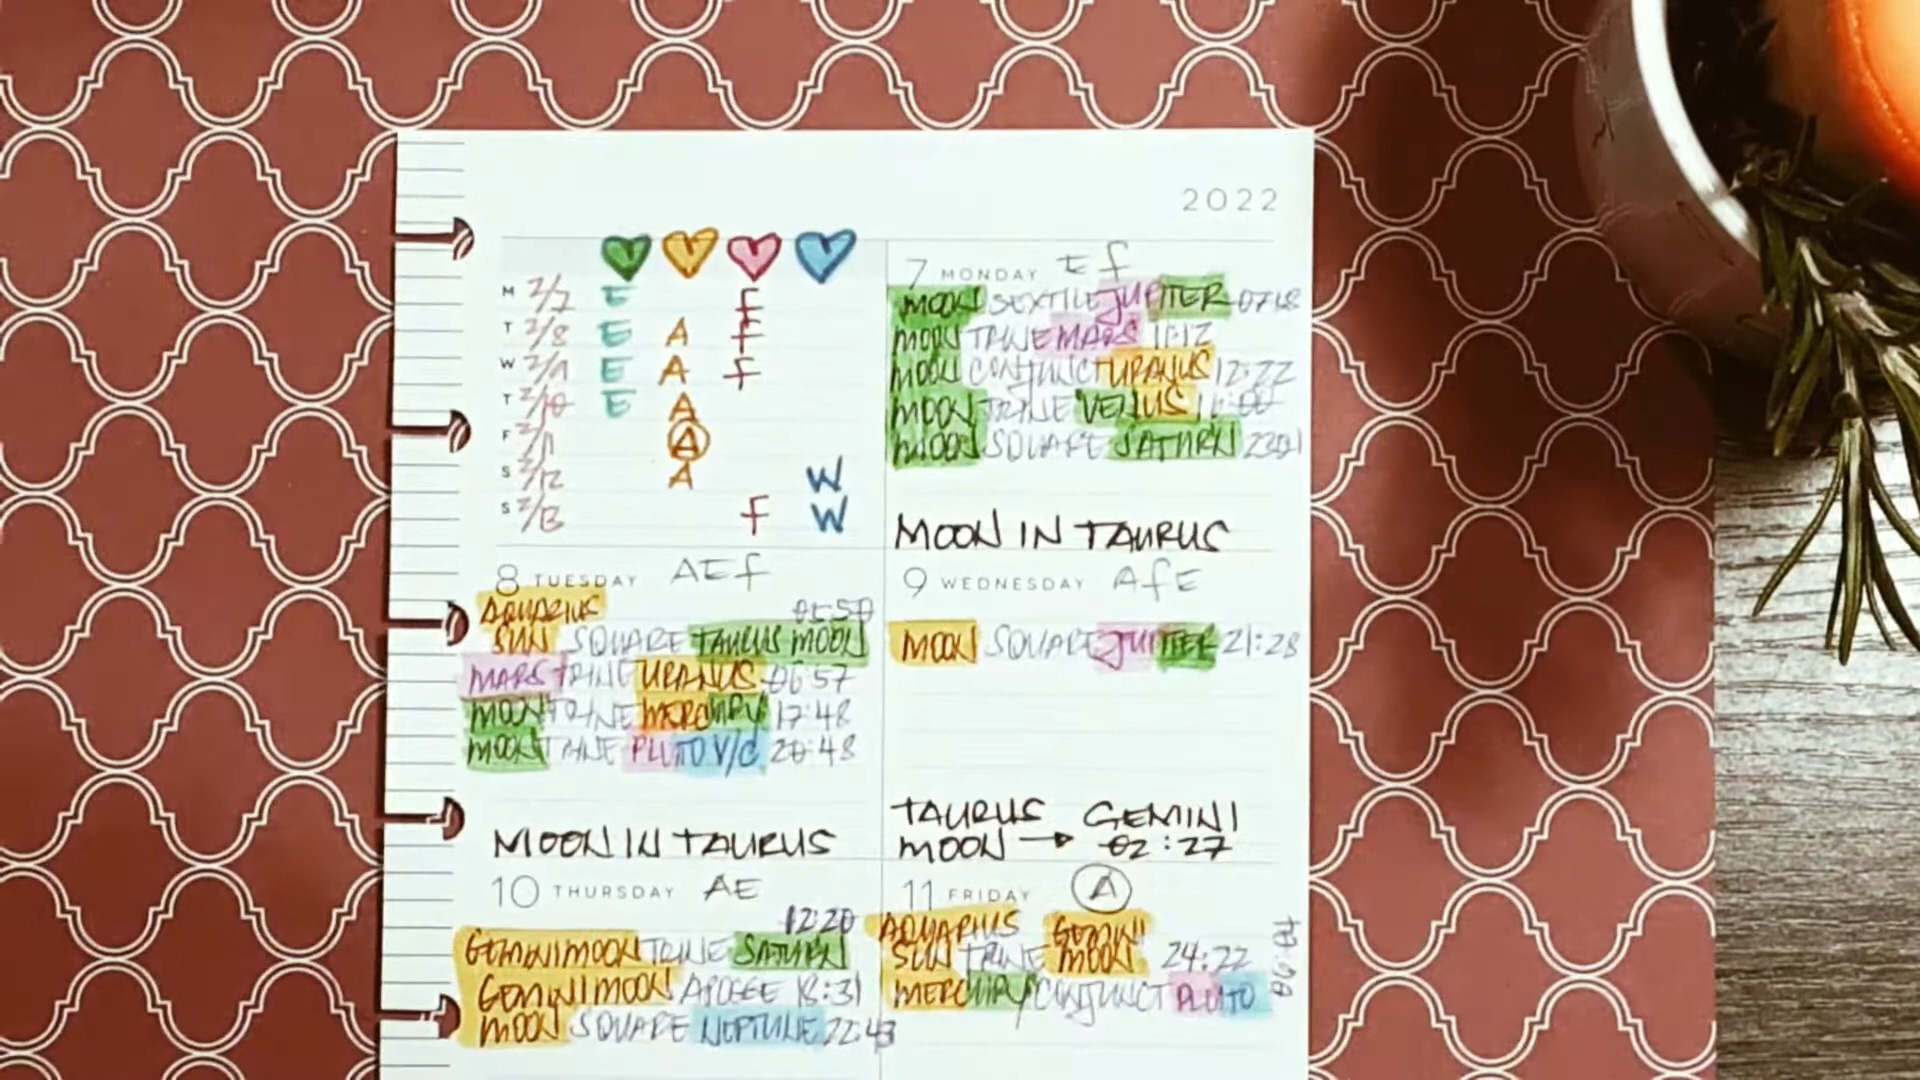 2022
M 2/7 E F
T 2/8 E A F
W 2/9 E A F
T 2/10 E A
F 2/11 A
S 2/12 A W
S 2/13 F W
7 MONDAY E F
MOON SEXTILE JUPITER
MOON TRINE MARS 11:12
MOON CONJUNCT URANUS 12:22
MOON TRINE VENUS
MOON SQUARE SATURN
MOON IN TAURUS
8 TUESDAY AEF
AQUARIUS
SUN SQUARE TAURUS MOON
MARS TRINE URANUS 06:57
MOON TRINE MERCURY 17:48
MOON TRINE PLUTO V/C 20:48
MOON IN TAURUS
9 WEDNESDAY AFE
MOON SQUARE JUPITER 21:28
TAURUS GEMINI
MOON → 02:27
10 THURSDAY AE
12:20
GEMINI MOON TRINE SATURN
GEMINI MOON APOGEE 18:31
MOON SQUARE NEPTUNE 22:43
11 FRIDAY A
AQUARIUS GEMINI
SUN TRINE MOON 24:22
MERCURY CONJUNCT PLUTO